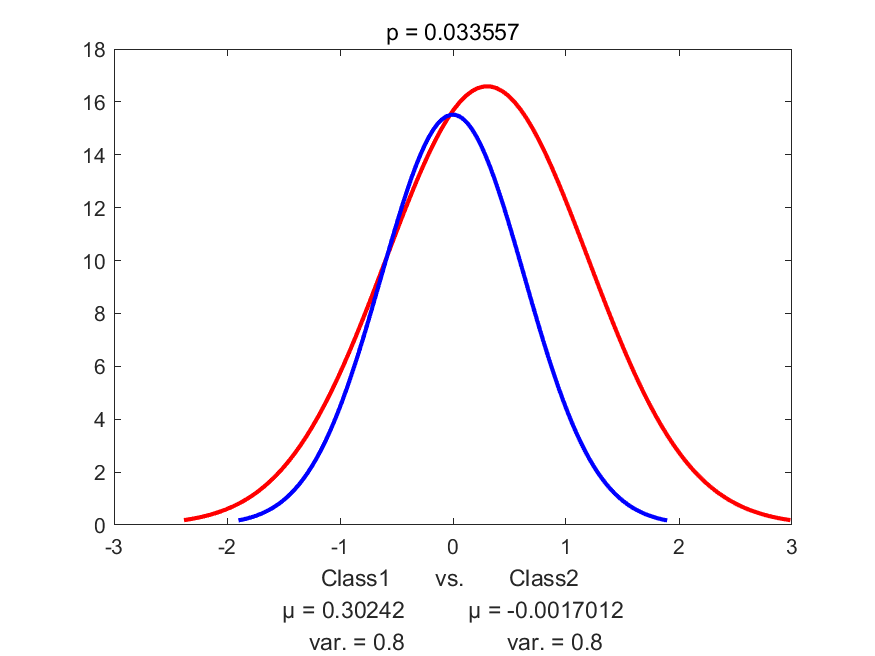 p = 0.033557
18
16
14
12
10
8
6
4
2
0
-3 -2 -1 0 1 2 3
Class1 vs. Class2
μ = 0.30242 μ = -0.0017012
var. = 0.8 var. = 0.8